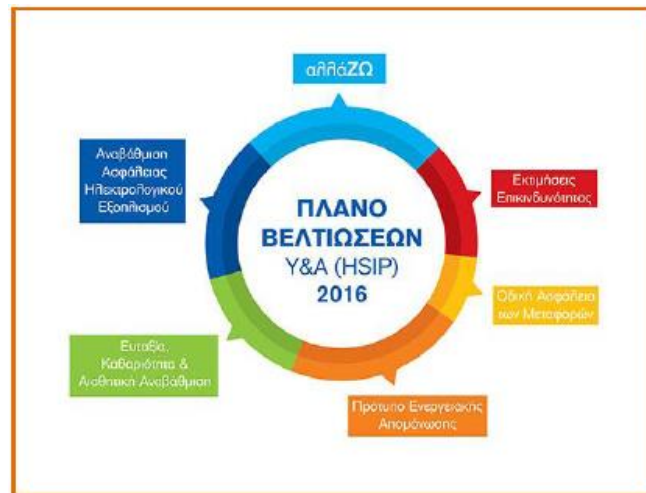 αλλάΖΩ
Αναβάθμιση
Ασφάλειας
Ηλεκτρολογικού
Εξοπλισμού
Εκτιμήσεις
Επικινδυνότητας
ΠΛΑΝΟ
ΒΕΛΤΙΩΣΕΩΝ
Υ&Α (HSIP)
2016
Οδική Ασφάλεια
των Μεταφορών
Ευταξία,
Καθαριότητα &
Αισθητική Αναβάθμιση
Πρότυπο Ενεργειακής
Απομόνωσης